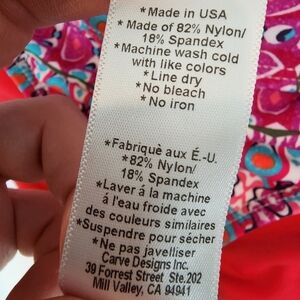 *Made in USA
*Made of 82% Nylon/
18% Spandex
*Machine wash cold
with like colors
*Line dry
*No bleach
*No iron
*Fabriquè aux É.-U.
*82% Nylon/
18% Spandex
*Laver á la machine
á l'eau froide avec
des couleurs similaires
*Suspendre pour sécher
*Ne pas javelliser
Carve Designs Inc.
39 Forrest Street Ste.202
Mill Valley, CA 94941